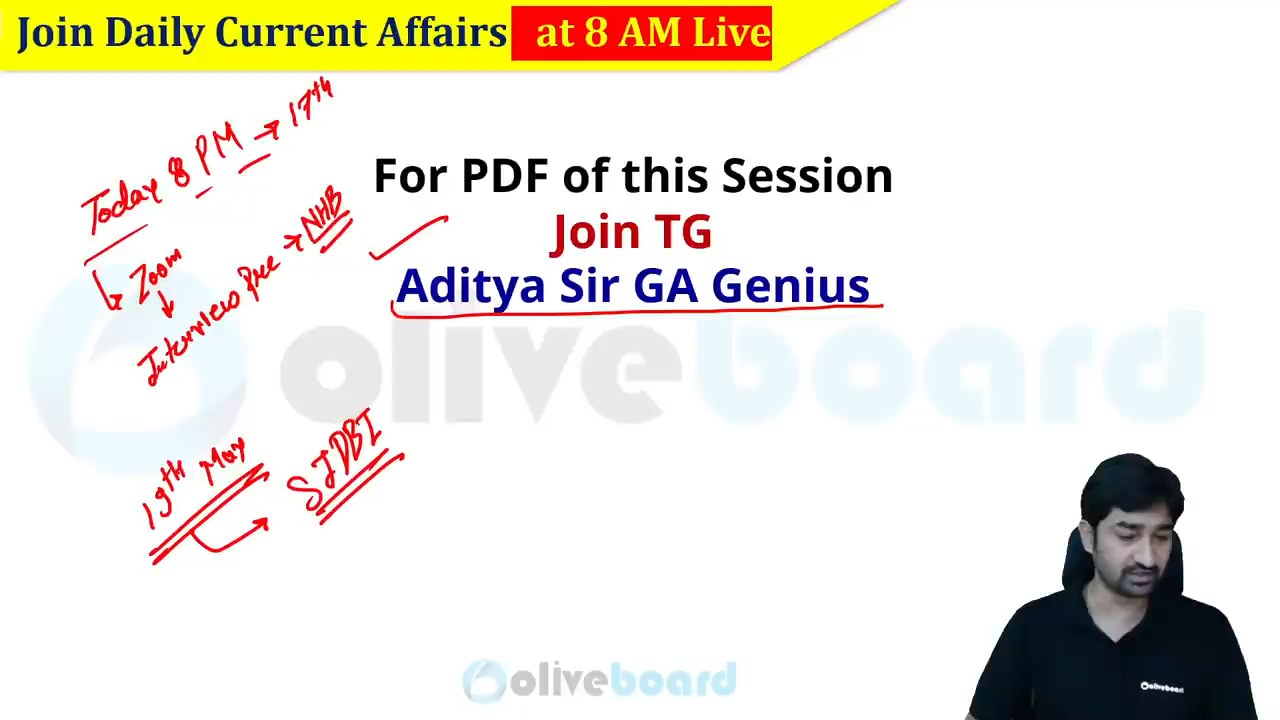 Join Daily Current Affairs at 8 AM Live
Today 8 PM → 17th
Zoom
Interview free → NHB
For PDF of this Session
Join TG
Aditya Sir GA Genius
oliveboard
19th May
SIDBI
oliveboard
oliveboard